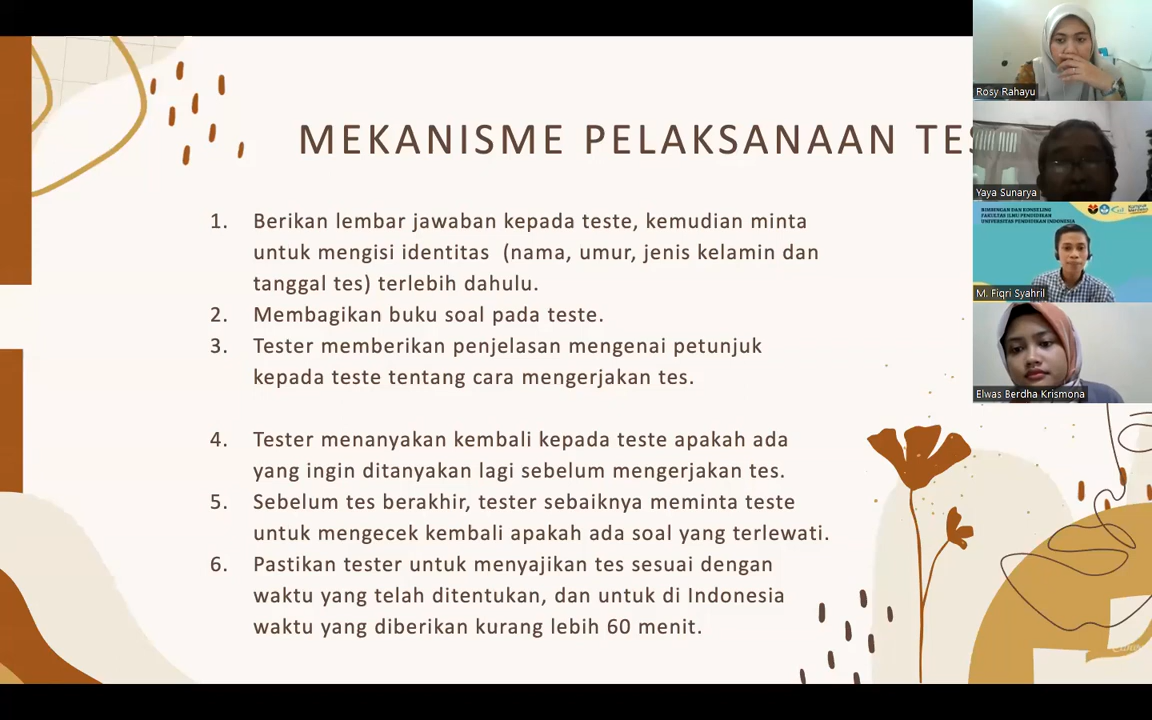 MEKANISME PELAKSANAAN TES
1. Berikan lembar jawaban kepada teste, kemudian minta
untuk mengisi identitas (nama, umur, jenis kelamin dan
tanggal tes) terlebih dahulu.
2. Membagikan buku soal pada teste.
3. Tester memberikan penjelasan mengenai petunjuk
kepada teste tentang cara mengerjakan tes.
4. Tester menanyakan kembali kepada teste apakah ada
yang ingin ditanyakan lagi sebelum mengerjakan tes.
5. Sebelum tes berakhir, tester sebaiknya meminta teste
untuk mengecek kembali apakah ada soal yang terlewati.
6. Pastikan tester untuk menyajikan tes sesuai dengan
waktu yang telah ditentukan, dan untuk di Indonesia
waktu yang diberikan kurang lebih 60 menit.
Rosy Rahayu
Yaya Sunarya
BIMBINGAN DAN KONSELING
FAKULTAS ILMU PENDIDIKAN
UNIVERSITAS PENDIDIKAN INDONESIA
M. Fiqri Syahril
Elwas Berdha Krismona